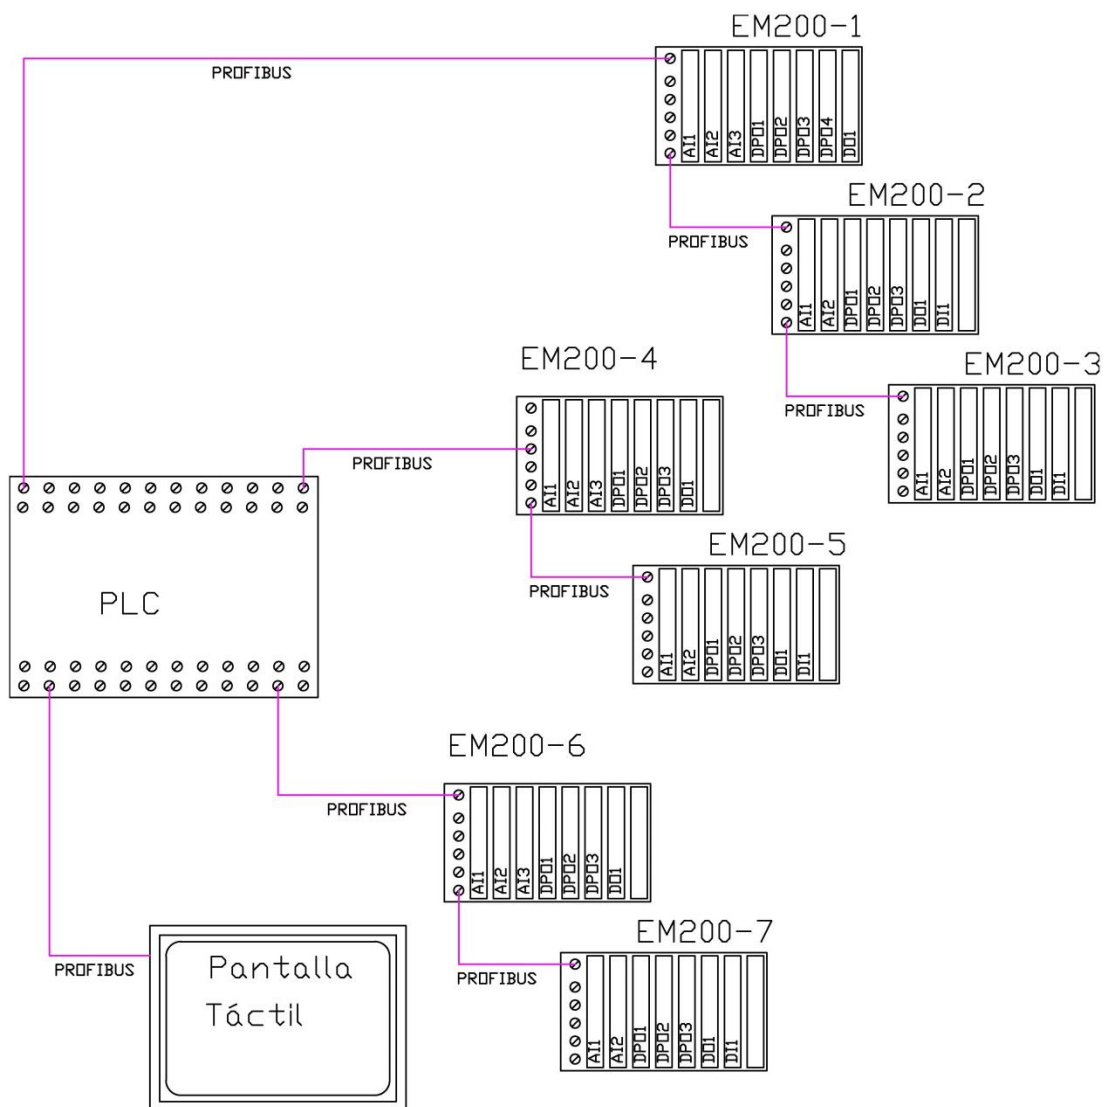 EM200-1
PROFIBUS
AI1
AI2
AI3
DPO1
DPO2
DPO3
DPO4
DO1
EM200-2
PROFIBUS
AI1
AI2
DPO1
DPO2
DPO3
DO1
DI1
EM200-3
PROFIBUS
AI1
AI2
DPO1
DPO2
DPO3
DO1
DI1
EM200-4
PROFIBUS
AI1
AI2
AI3
DPO1
DPO2
DPO3
DO1
EM200-5
PROFIBUS
AI1
AI2
DPO1
DPO2
DPO3
DO1
DI1
PLC
EM200-6
PROFIBUS
AI1
AI2
AI3
DPO1
DPO2
DPO3
DO1
EM200-7
PROFIBUS
AI1
AI2
DPO1
DPO2
DPO3
DO1
DI1
PROFIBUS
Pantalla
Táctil